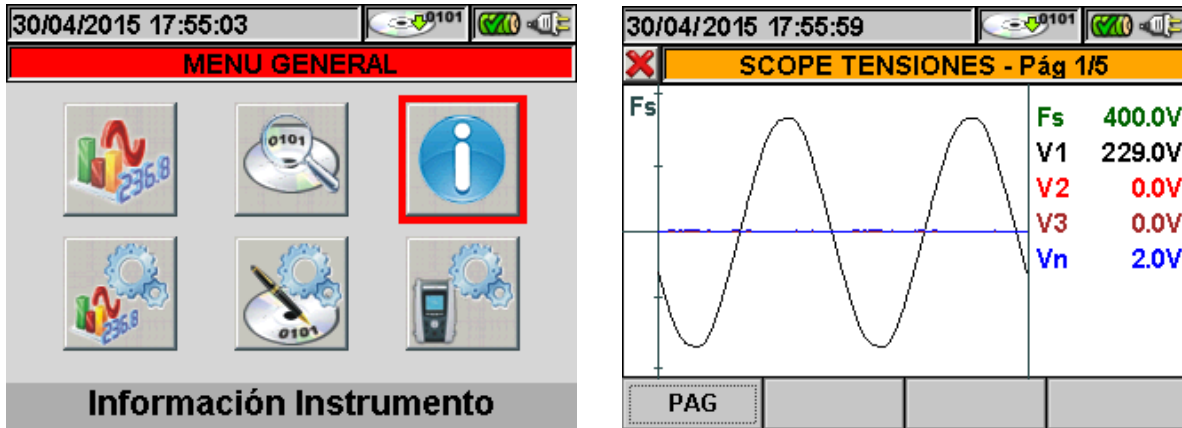 30/04/2015 17:55:03
0101
MENU GENERAL
236.8
0101
236.8
0101
Información Instrumento
30/04/2015 17:55:59
0101
SCOPE TENSIONES - Pág 1/5
Fs
Fs 400.0V
V1 229.0V
V2 0.0V
V3 0.0V
Vn 2.0V
PAG